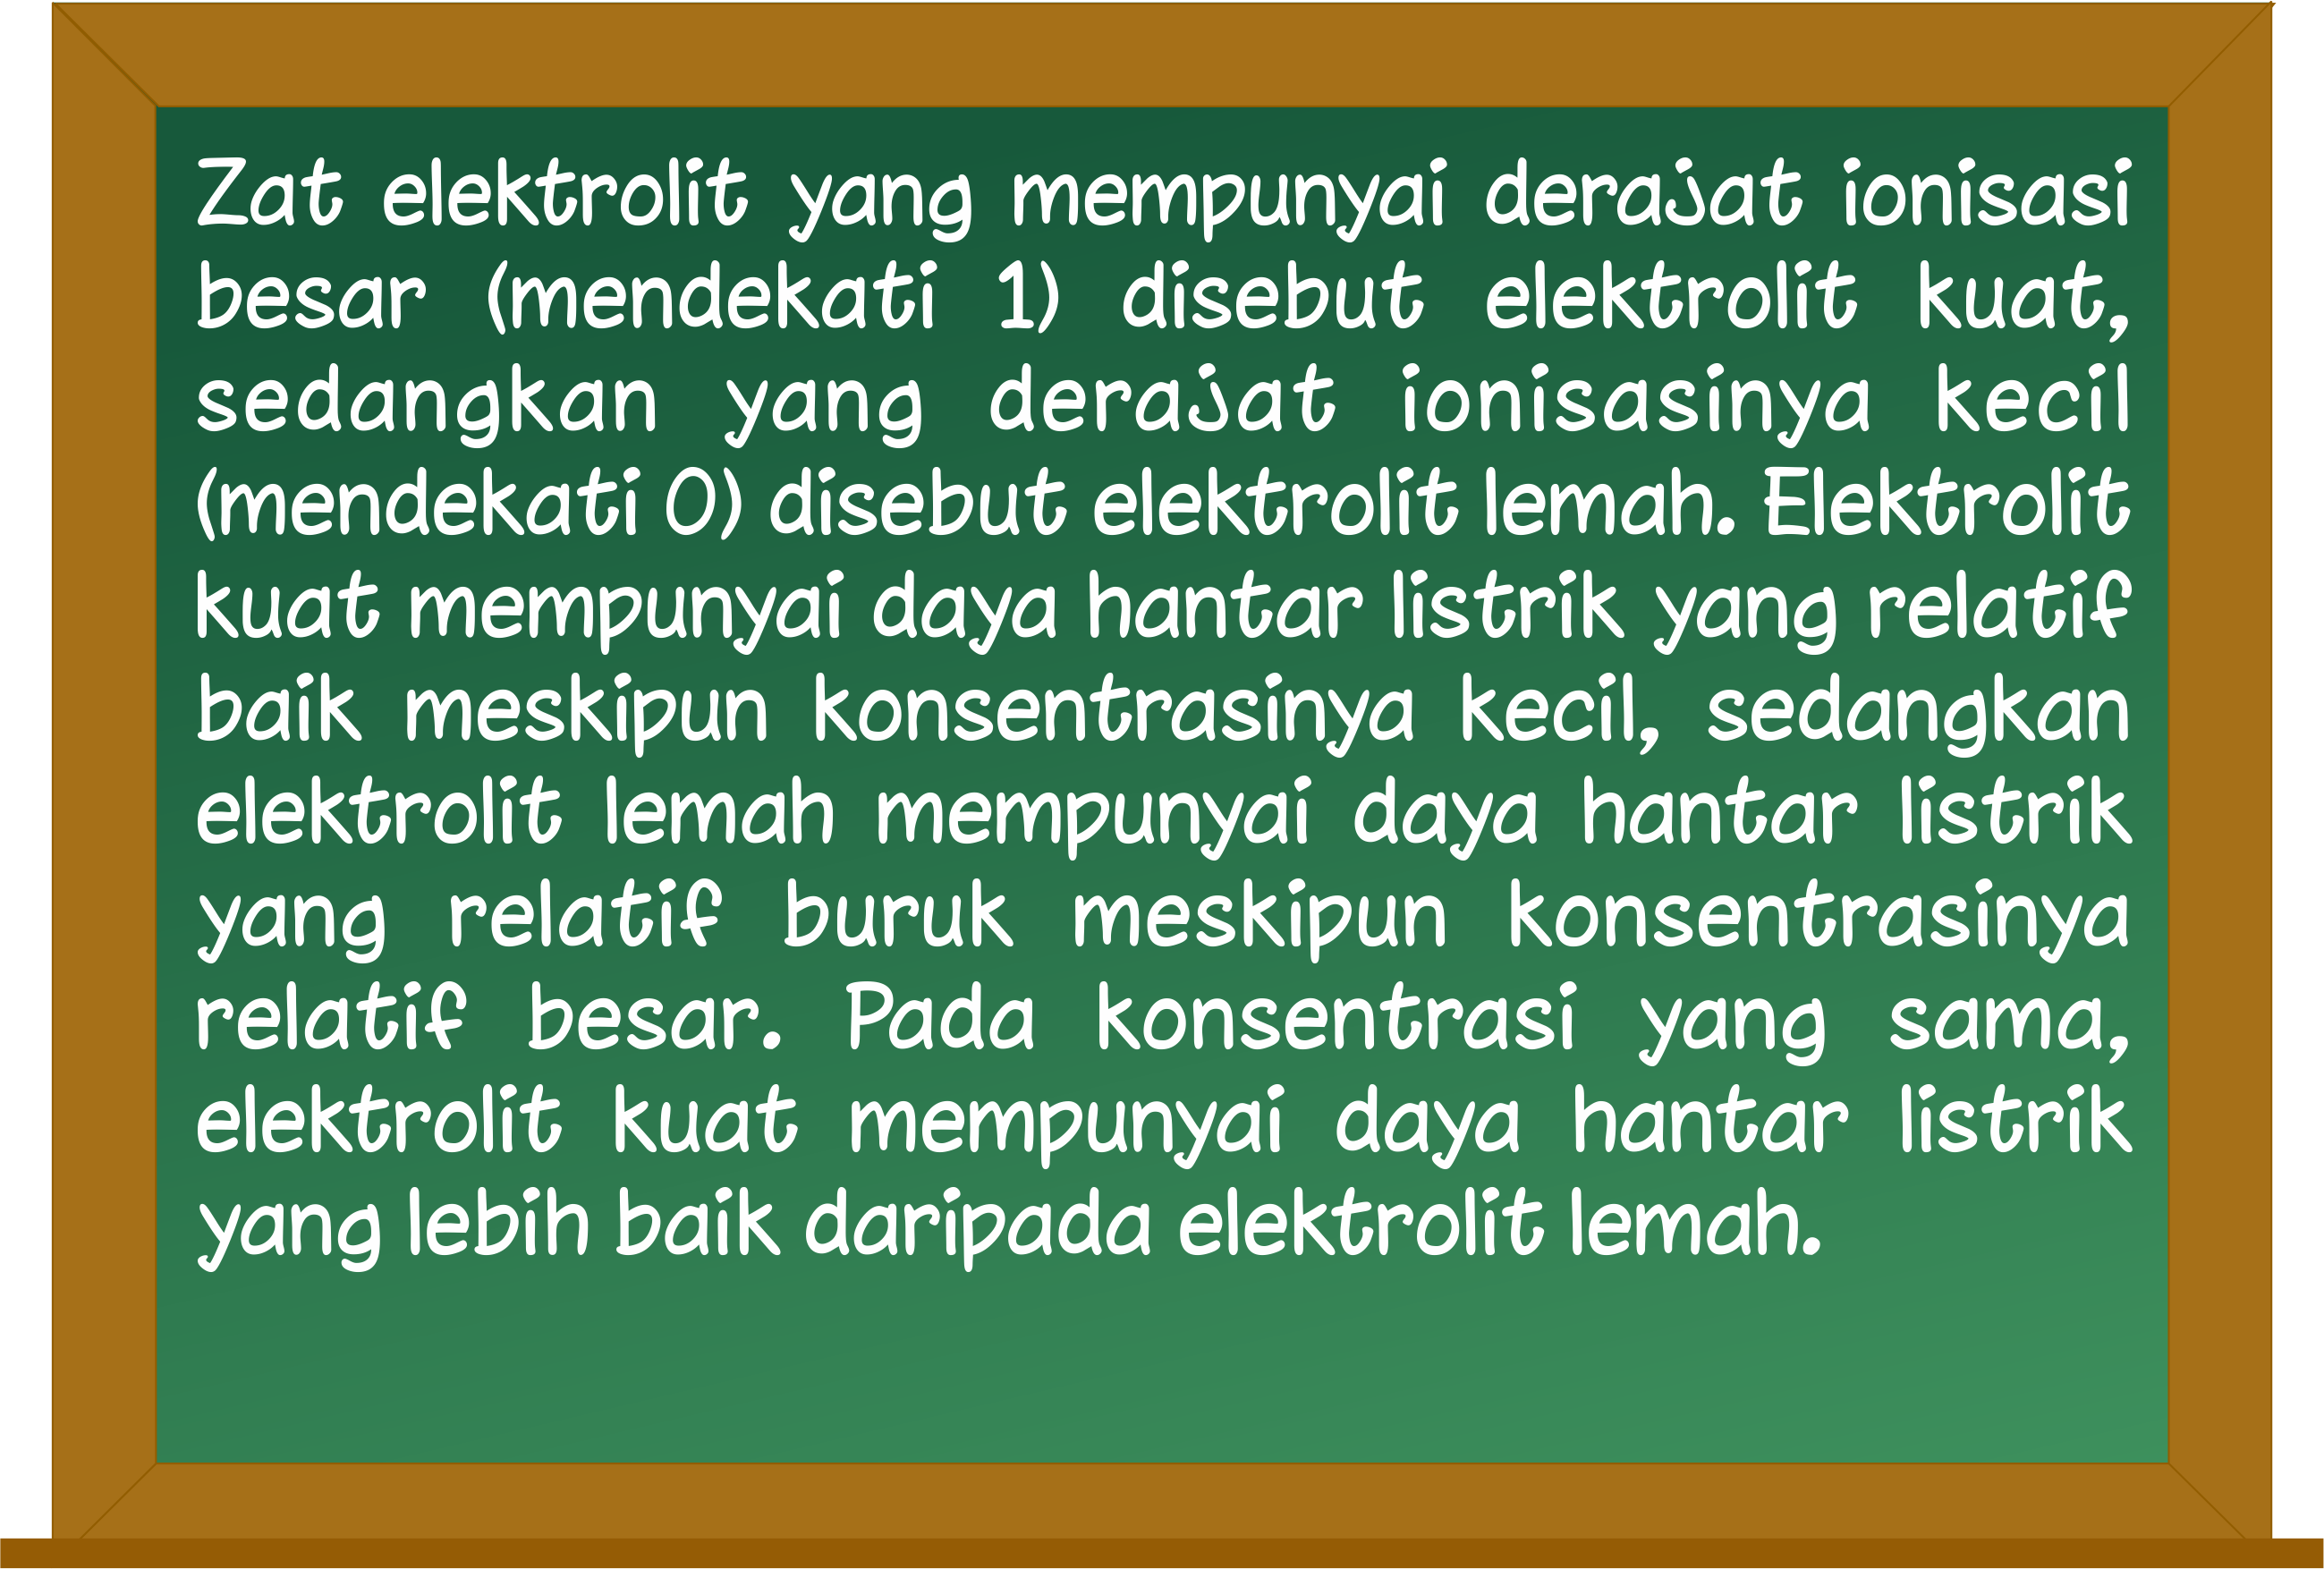 Zat elektrolit yang mempunyai derajat ionisasi
besar (mendekati 1) disebut elektrolit kuat,
sedangkan yang derajat ionisasinya kecil
(mendekati 0) disebut elektrolit lemah. Elektrolit
kuat mempunyai daya hantar listrik yang relatif
baik meskipun konsentrasinya kecil, sedangkan
elektrolit lemah mempunyai daya hantar listrik
yang relatif buruk meskipun konsentrasinya
relatif besar. Pada konsentrasi yang sama,
elektrolit kuat mempunyai daya hantar listrik
yang lebih baik daripada elektrolit lemah.